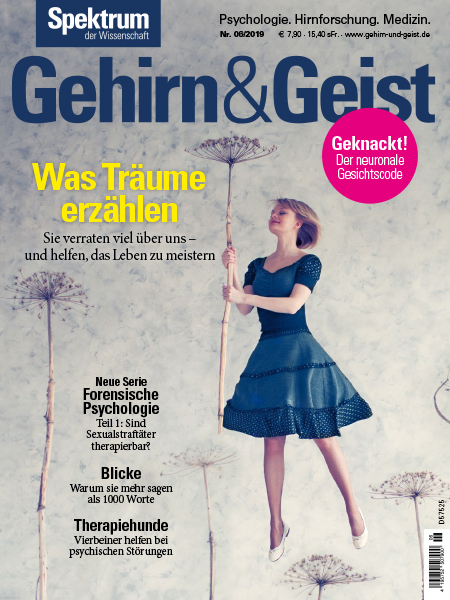 Spektrum
der Wissenschaft
Psychologie. Hirnforschung. Medizin.
Nr. 06/2019 € 7,90 · 15,40 sFr. · www.gehirn-und-geist.de
Gehirn&Geist
Geknackt!
Der neuronale
Gesichtscode
Was Träume
erzählen
Sie verraten viel über uns –
und helfen, das Leben zu meistern
Neue Serie
Forensische
Psychologie
Teil 1: Sind
Sexualstraftäter
therapierbar?
Blicke
Warum sie mehr sagen
als 1000 Worte
Therapiehunde
Vierbeiner helfen bei
psychischen Störungen
D57525
06